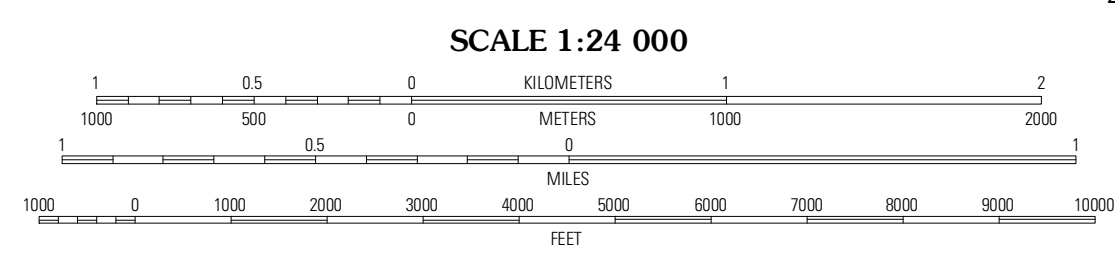 SCALE 1:24 000
1 0.5 0 KILOMETERS 1 2
1000 500 0 METERS 1000 2000
1 0.5 0 1
MILES
1000 0 1000 2000 3000 4000 5000 6000 7000 8000 9000 10000
FEET